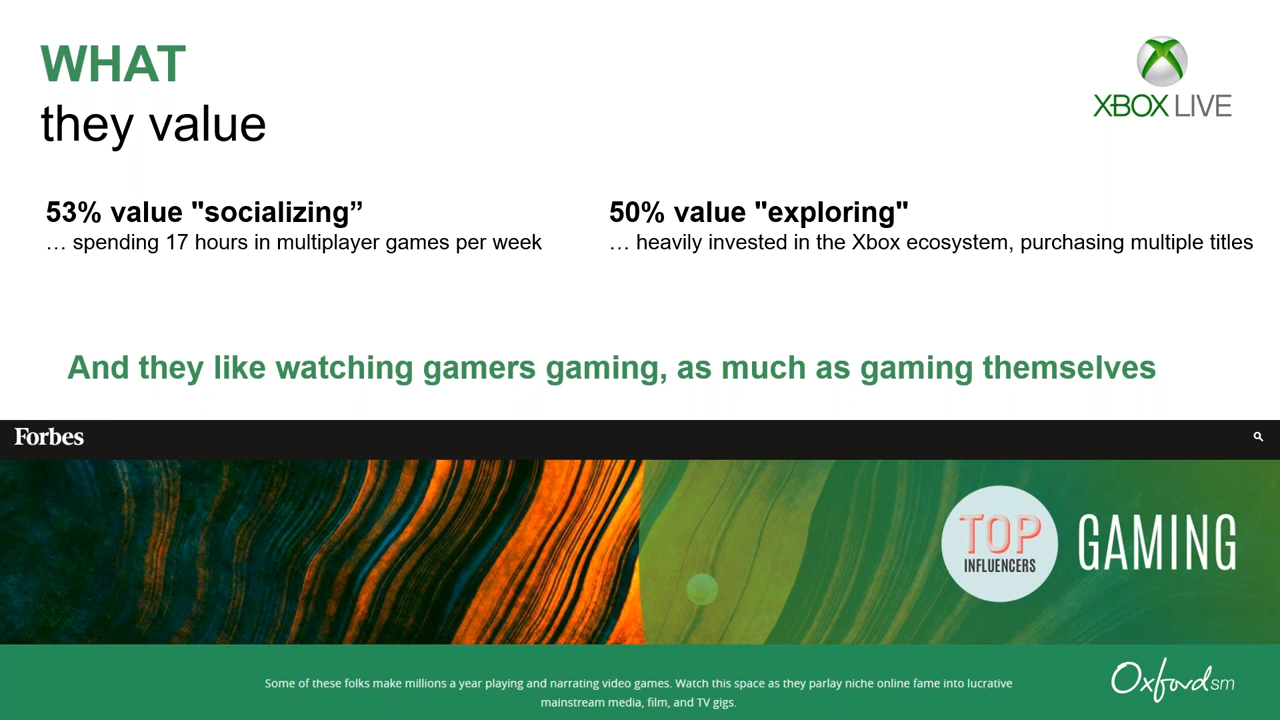 WHAT
they value
XBOX LIVE
53% value "socializing”
… spending 17 hours in multiplayer games per week
50% value "exploring"
… heavily invested in the Xbox ecosystem, purchasing multiple titles
And they like watching gamers gaming, as much as gaming themselves
Forbes
TOP
INFLUENCERS
GAMING
Some of these folks make millions a year playing and narrating video games. Watch this space as they parlay niche online fame into lucrative
mainstream media, film, and TV gigs.
Oxford sm